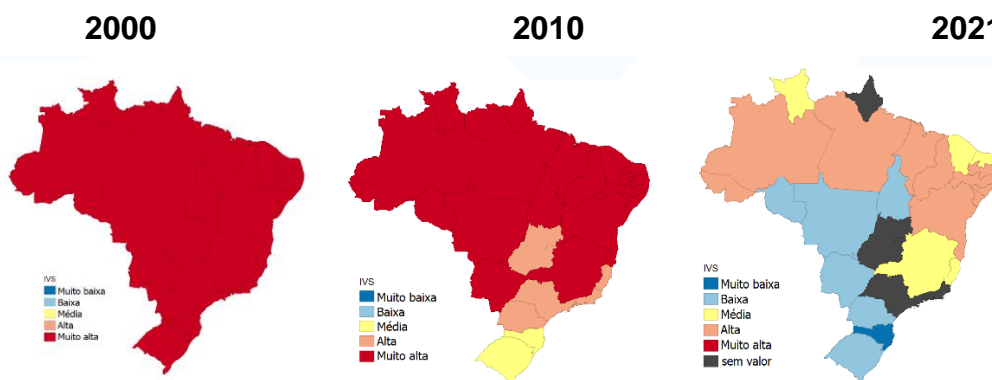 2000
2010
2021
IVS
Muito baixa
Baixa
Média
Alta
Muito alta
IVS
Muito baixa
Baixa
Média
Alta
Muito alta
IVS
Muito baixa
Baixa
Média
Alta
Muito alta
sem valor